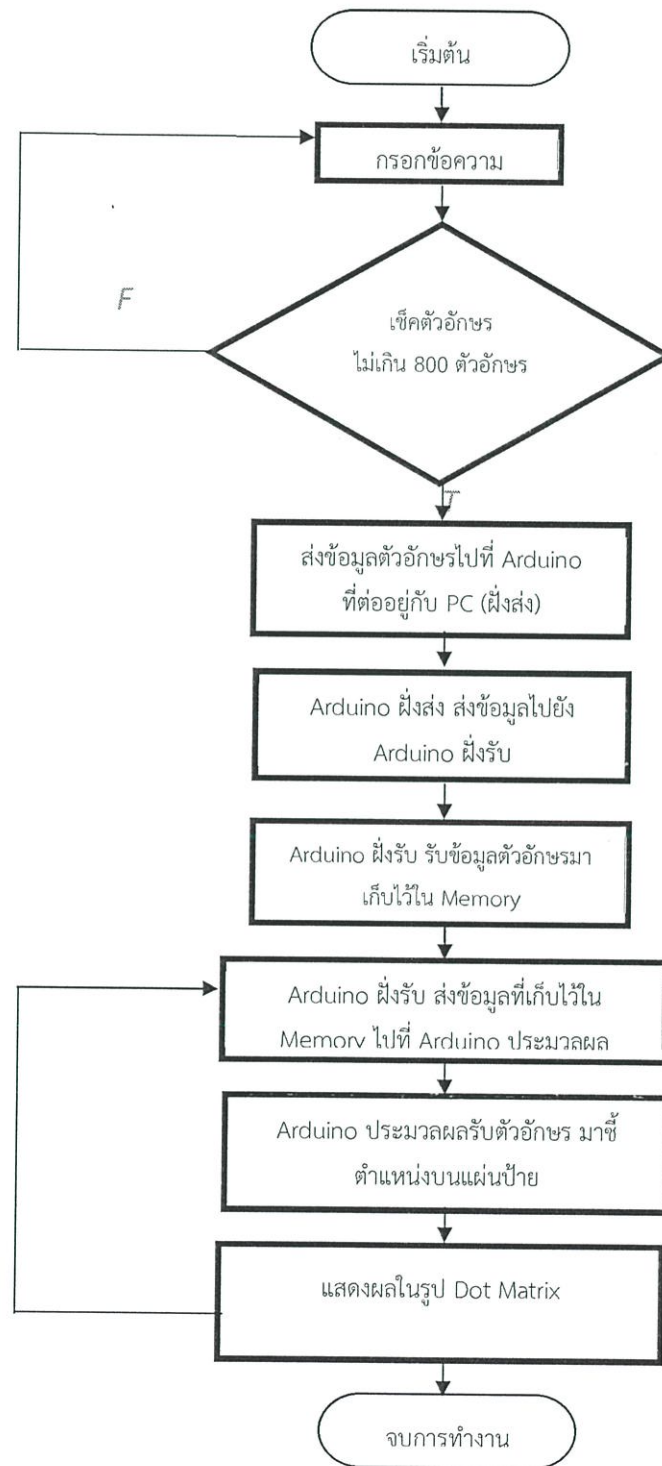 เริ่มต้น
กรอกข้อความ
F
เช็คตัวอักษร
ไม่เกิน 800 ตัวอักษร
T
ส่งข้อมูลตัวอักษรไปที่ Arduino
ที่ต่ออยู่กับ PC (ฝั่งส่ง)
Arduino ฝั่งส่ง ส่งข้อมูลไปยัง
Arduino ฝั่งรับ
Arduino ฝั่งรับ รับข้อมูลตัวอักษรมา
เก็บไว้ใน Memory
Arduino ฝั่งรับ ส่งข้อมูลที่เก็บไว้ใน
Memory ไปที่ Arduino ประมวลผล
Arduino ประมวลผลรับตัวอักษร มาชี้
ตำแหน่งบนแผ่นป้าย
แสดงผลในรูป Dot Matrix
จบการทำงาน